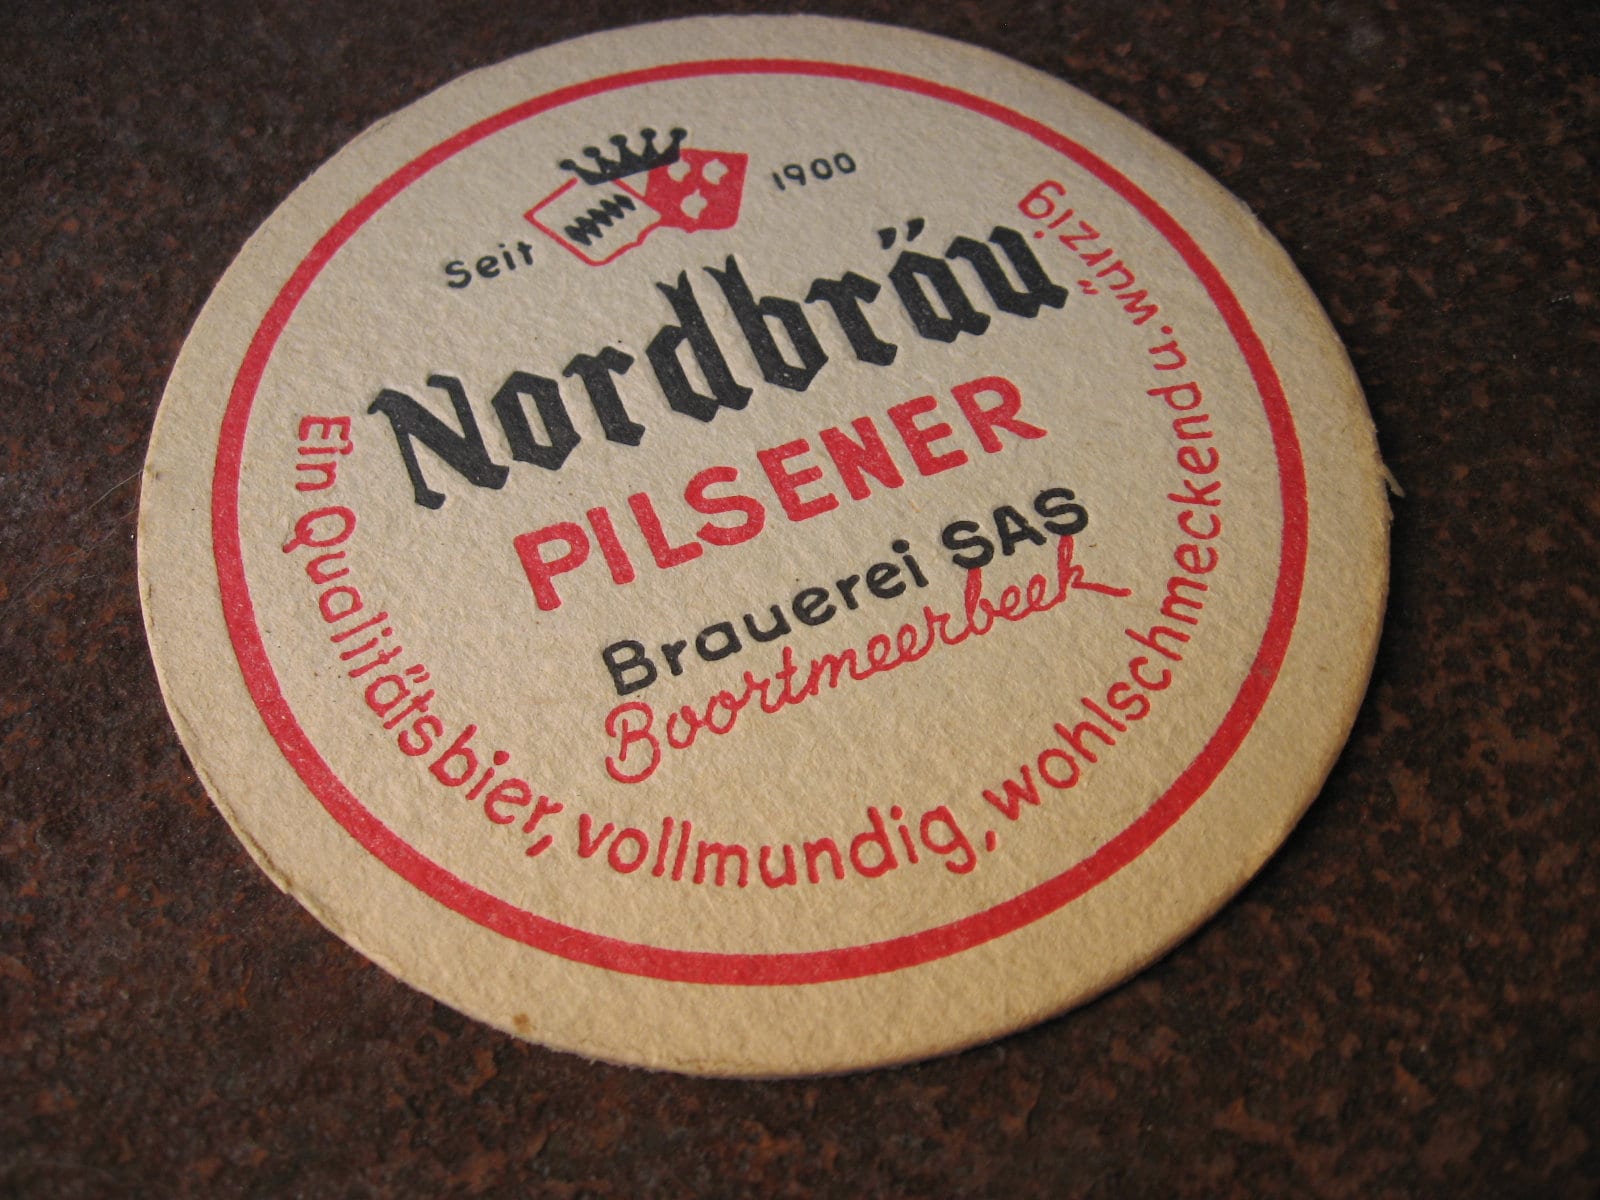 Seit 1900
Nordbräu
PILSENER
Brauerei SAS
Boortmeerbeek
Ein Qualitätsbier, vollmundig, wohlschmeckend u. würzig